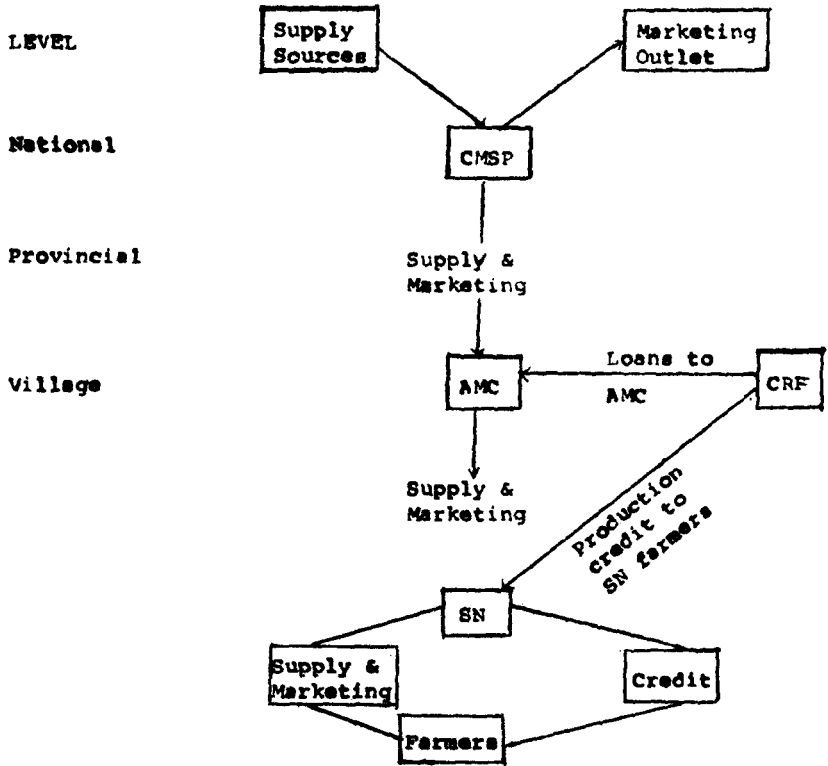 LEVEL
Supply
Sources
Marketing
Outlet
National
CMSP
Provincial
Supply &
Marketing
Village
AMC
Loans to
AMC
CRF
Supply &
Marketing
Production
credit to
SN farmers
SN
Supply &
Marketing
Credit
Farmers